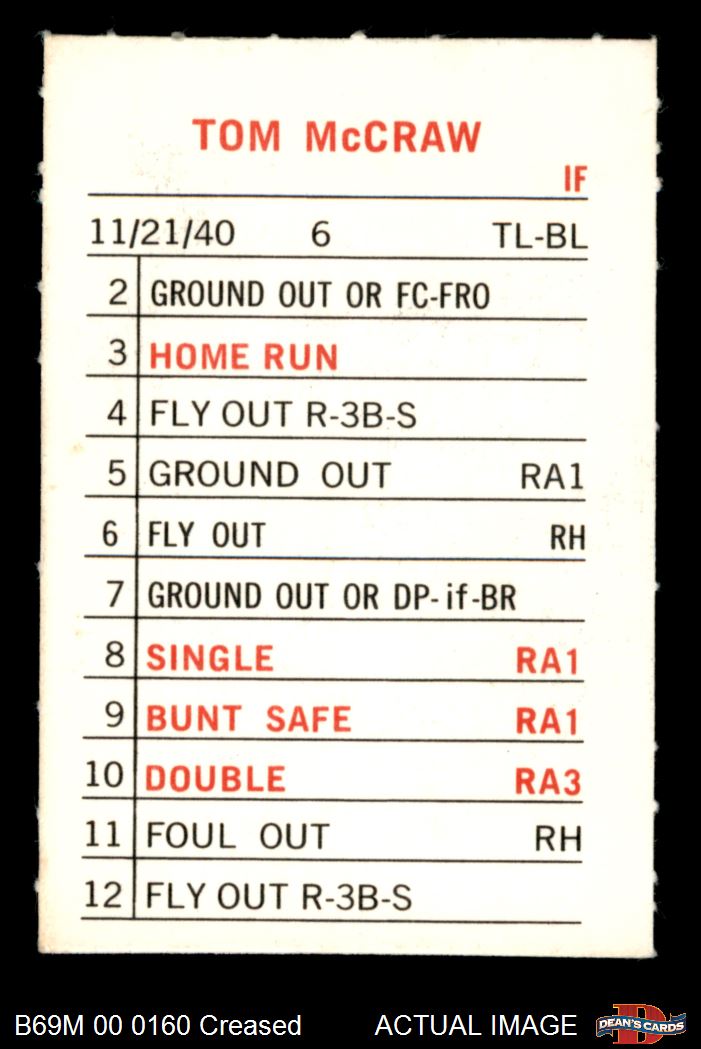 TOM McCRAW
IF
11/21/40 6 TL-BL
2 GROUND OUT OR FC-FRO
3 HOME RUN
4 FLY OUT R-3B-S
5 GROUND OUT RA1
6 FLY OUT RH
7 GROUND OUT OR DP-if-BR
8 SINGLE RA1
9 BUNT SAFE RA1
10 DOUBLE RA3
11 FOUL OUT RH
12 FLY OUT R-3B-S
B69M 00 0160 Creased ACTUAL IMAGE D DEAN'S CARDS